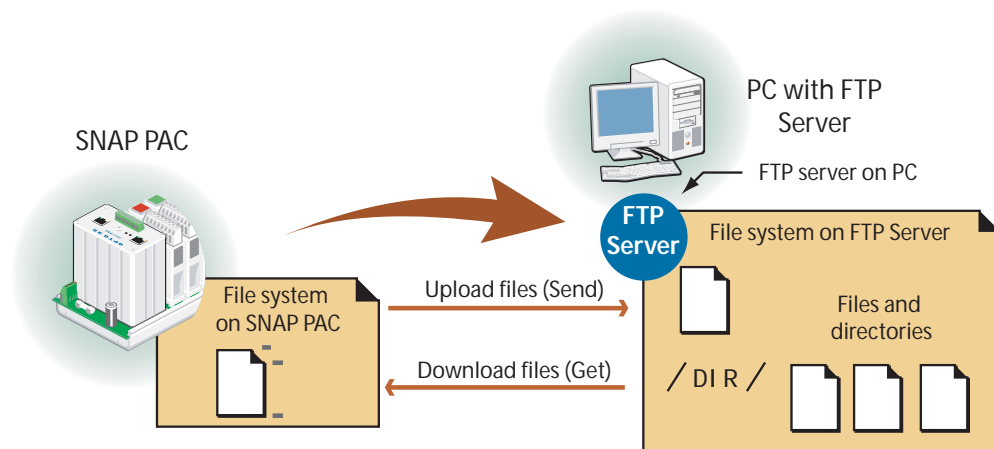 SNAP PAC
PC with FTP
Server
FTP server on PC
FTP
Server
File system on FTP Server
File system
on SNAP PAC
Upload files (Send)
Download files (Get)
Files and
directories
/ DIR /